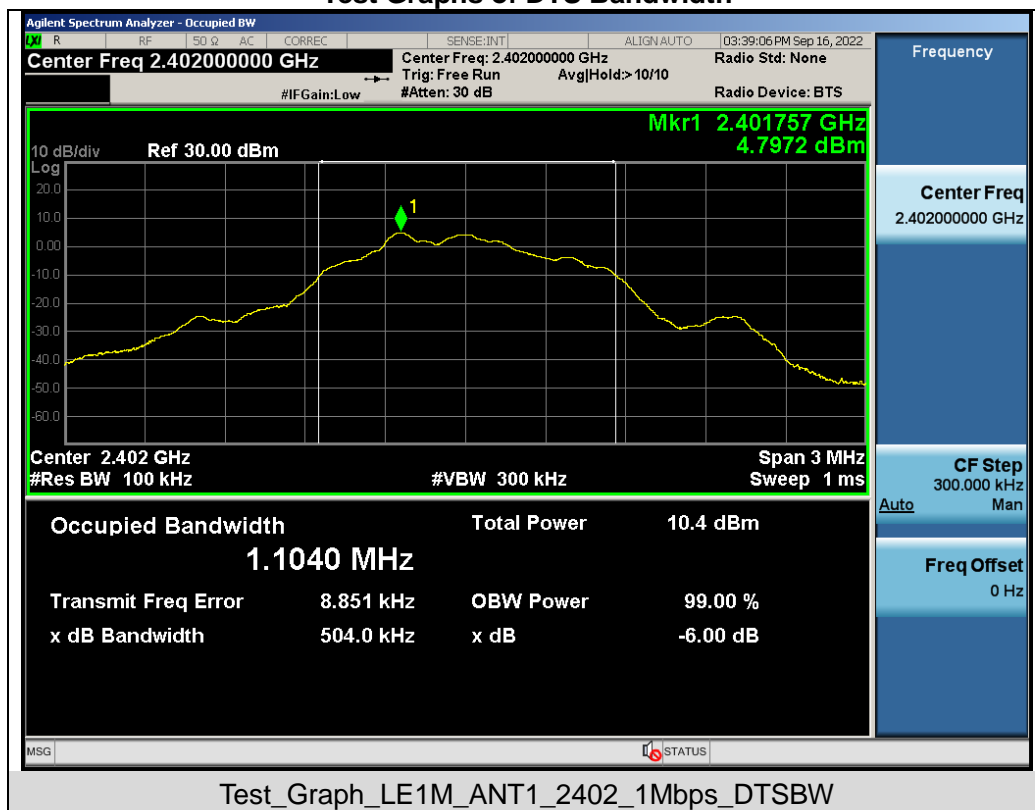 Test Graphs of DTS Bandwidth
Agilent Spectrum Analyzer - Occupied BW
LXI R RF 50 Ω AC CORREC SENSE:INT ALIGN AUTO 03:39:06 PM Sep 16, 2022
Center Freq 2.402000000 GHz
Center Freq: 2.402000000 GHz
Radio Std: None
Trig: Free Run Avg|Hold:> 10/10
#IFGain:Low
#Atten: 30 dB
Radio Device: BTS
Frequency
Mkr1 2.401757 GHz
4.7972 dBm
10 dB/div Ref 30.00 dBm
Log
20.0
10.0
0.00
-10.0
-20.0
-30.0
-40.0
-50.0
-60.0
1
Center 2.402 GHz
Span 3 MHz
#Res BW 100 kHz
#VBW 300 kHz
Sweep 1 ms
Center Freq
2.402000000 GHz
CF Step
300.000 kHz
Auto Man
Freq Offset
0 Hz
Occupied Bandwidth
Total Power 10.4 dBm
1.1040 MHz
Transmit Freq Error 8.851 kHz OBW Power 99.00 %
x dB Bandwidth 504.0 kHz x dB -6.00 dB
MSG STATUS
Test_Graph_LE1M_ANT1_2402_1Mbps_DTSBW